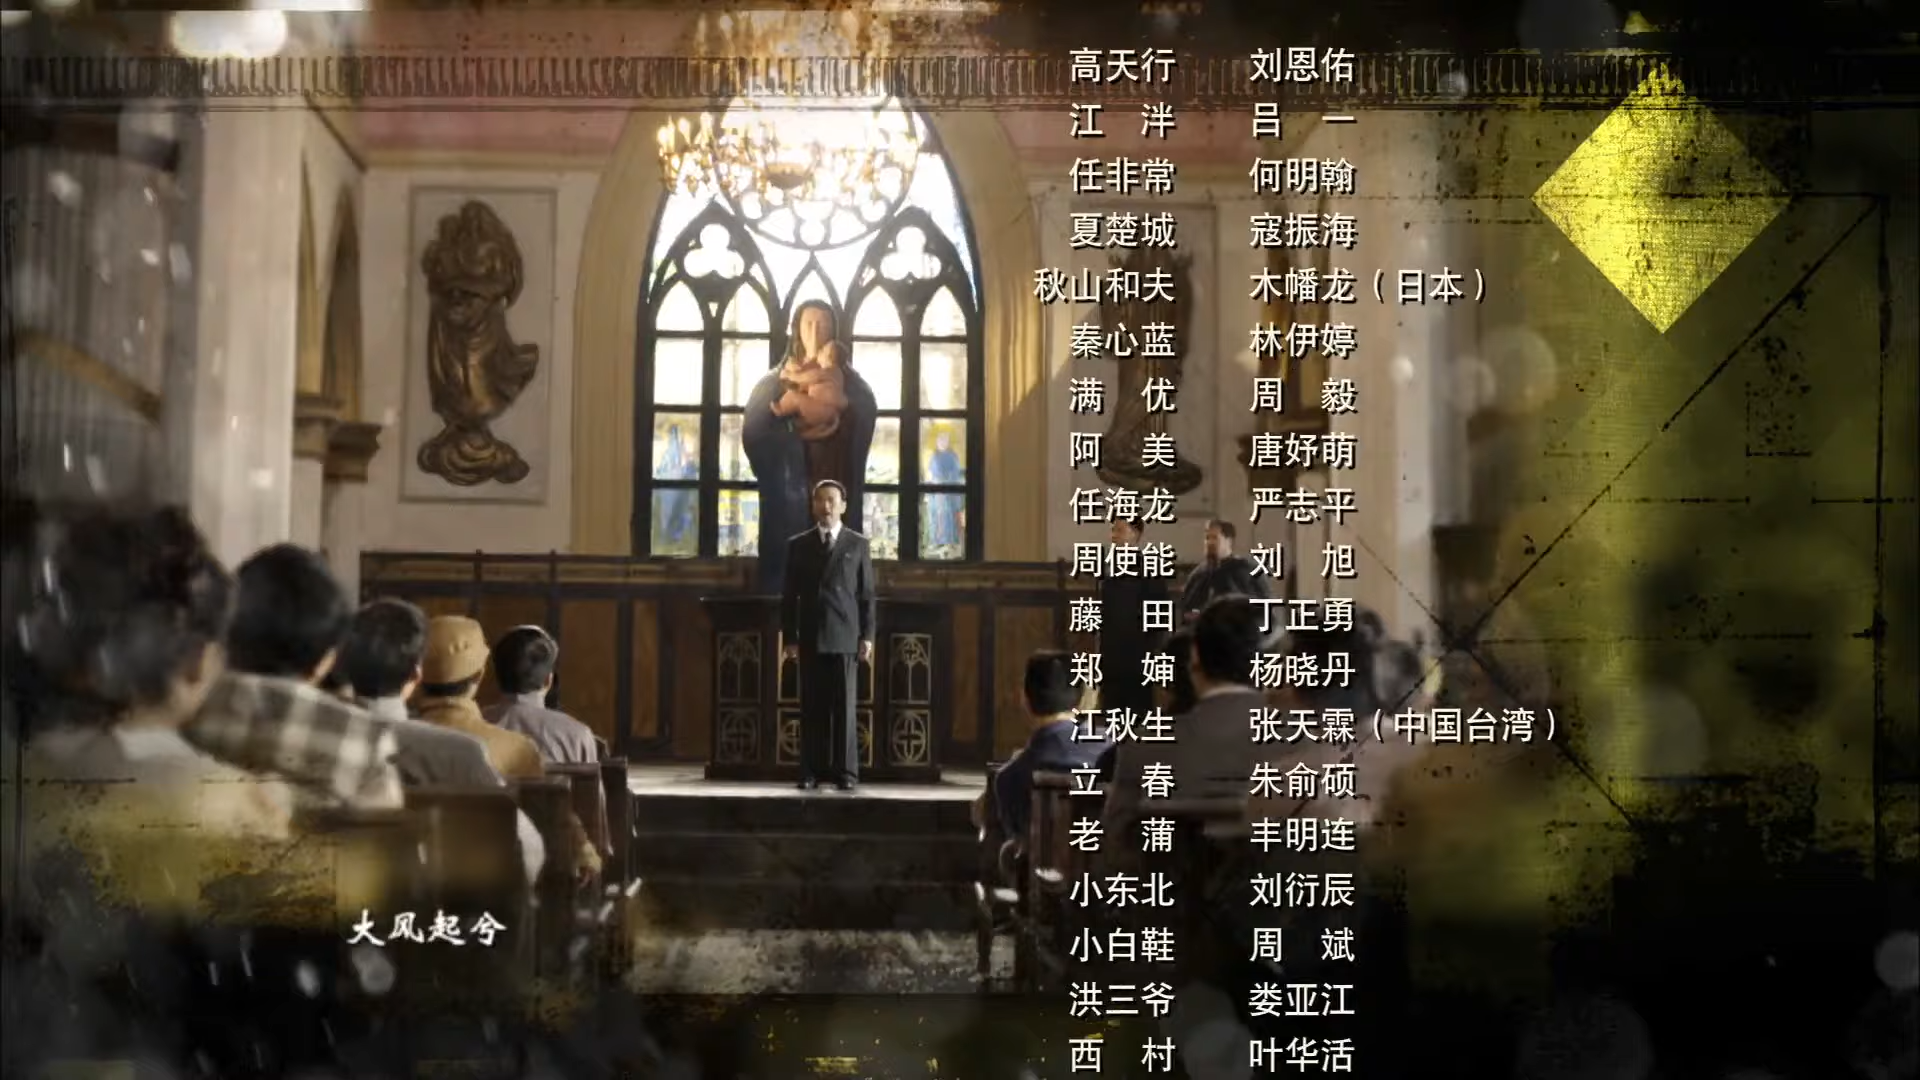 高天行 刘恩佑
江 泮 吕 一
任非常 何明翰
夏楚城 寇振海
秋山和夫 木幡龙（日本）
秦心蓝 林伊婷
满 优 周 毅
阿 美 唐妤萌
任海龙 严志平
周使能 刘 旭
藤 田 丁正勇
郑 婶 杨晓丹
江秋生 张天霖（中国台湾）
立 春 朱俞硕
老 蒲 丰明连
小东北 刘衍辰
小白鞋 周 斌
洪三爷 娄亚江
西 村 叶华活
大风起兮